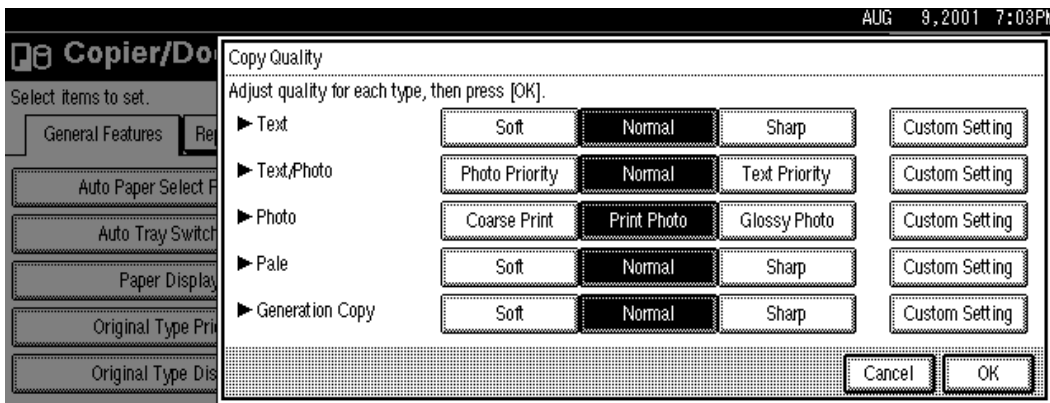 AUG 9,2001 7:03PM
Copier/Do
Copy Quality
Select items to set.
Adjust quality for each type, then press [OK].
General Features Rep
Text Soft Normal Sharp Custom Setting
Text/Photo Photo Priority Normal Text Priority Custom Setting
Auto Paper Select P
Photo Coarse Print Print Photo Glossy Photo Custom Setting
Auto Tray Switch
Pale Soft Normal Sharp Custom Setting
Paper Display
Generation Copy Soft Normal Sharp Custom Setting
Original Type Pri
Original Type Dis
Cancel OK